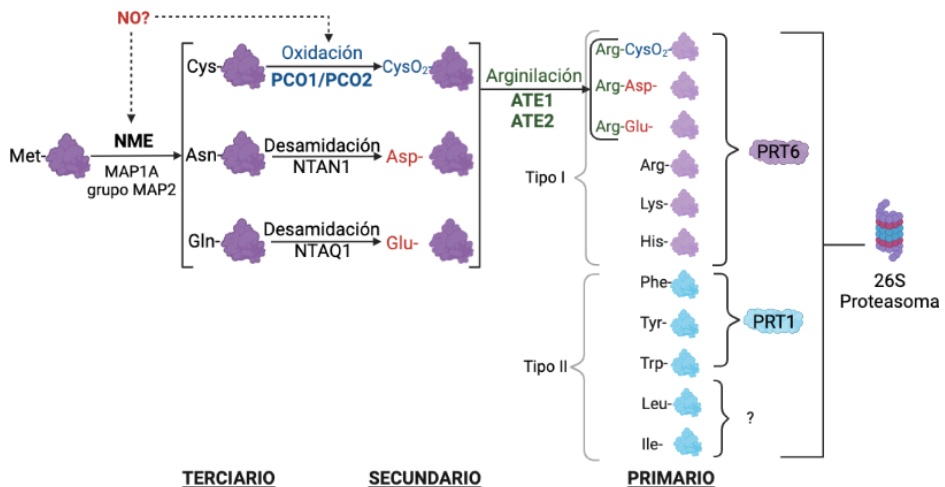 NO?
Met-
NME
MAP1A
grupo MAP2
Cys-
Oxidación
PCO1/PCO2
CysO₂-
Asn-
Desamidación
NTAN1
Asp-
Gln-
Desamidación
NTAQ1
Glu-
Arginilación
ATE1
ATE2
Tipo I
Arg-CysO₂-
Arg-Asp-
Arg-Glu-
Arg-
Lys-
His-
PRT6
Tipo II
Phe-
Tyr-
Trp-
PRT1
Leu-
Ile-
?
26S
Proteasoma
TERCIARIO
SECUNDARIO
PRIMARIO